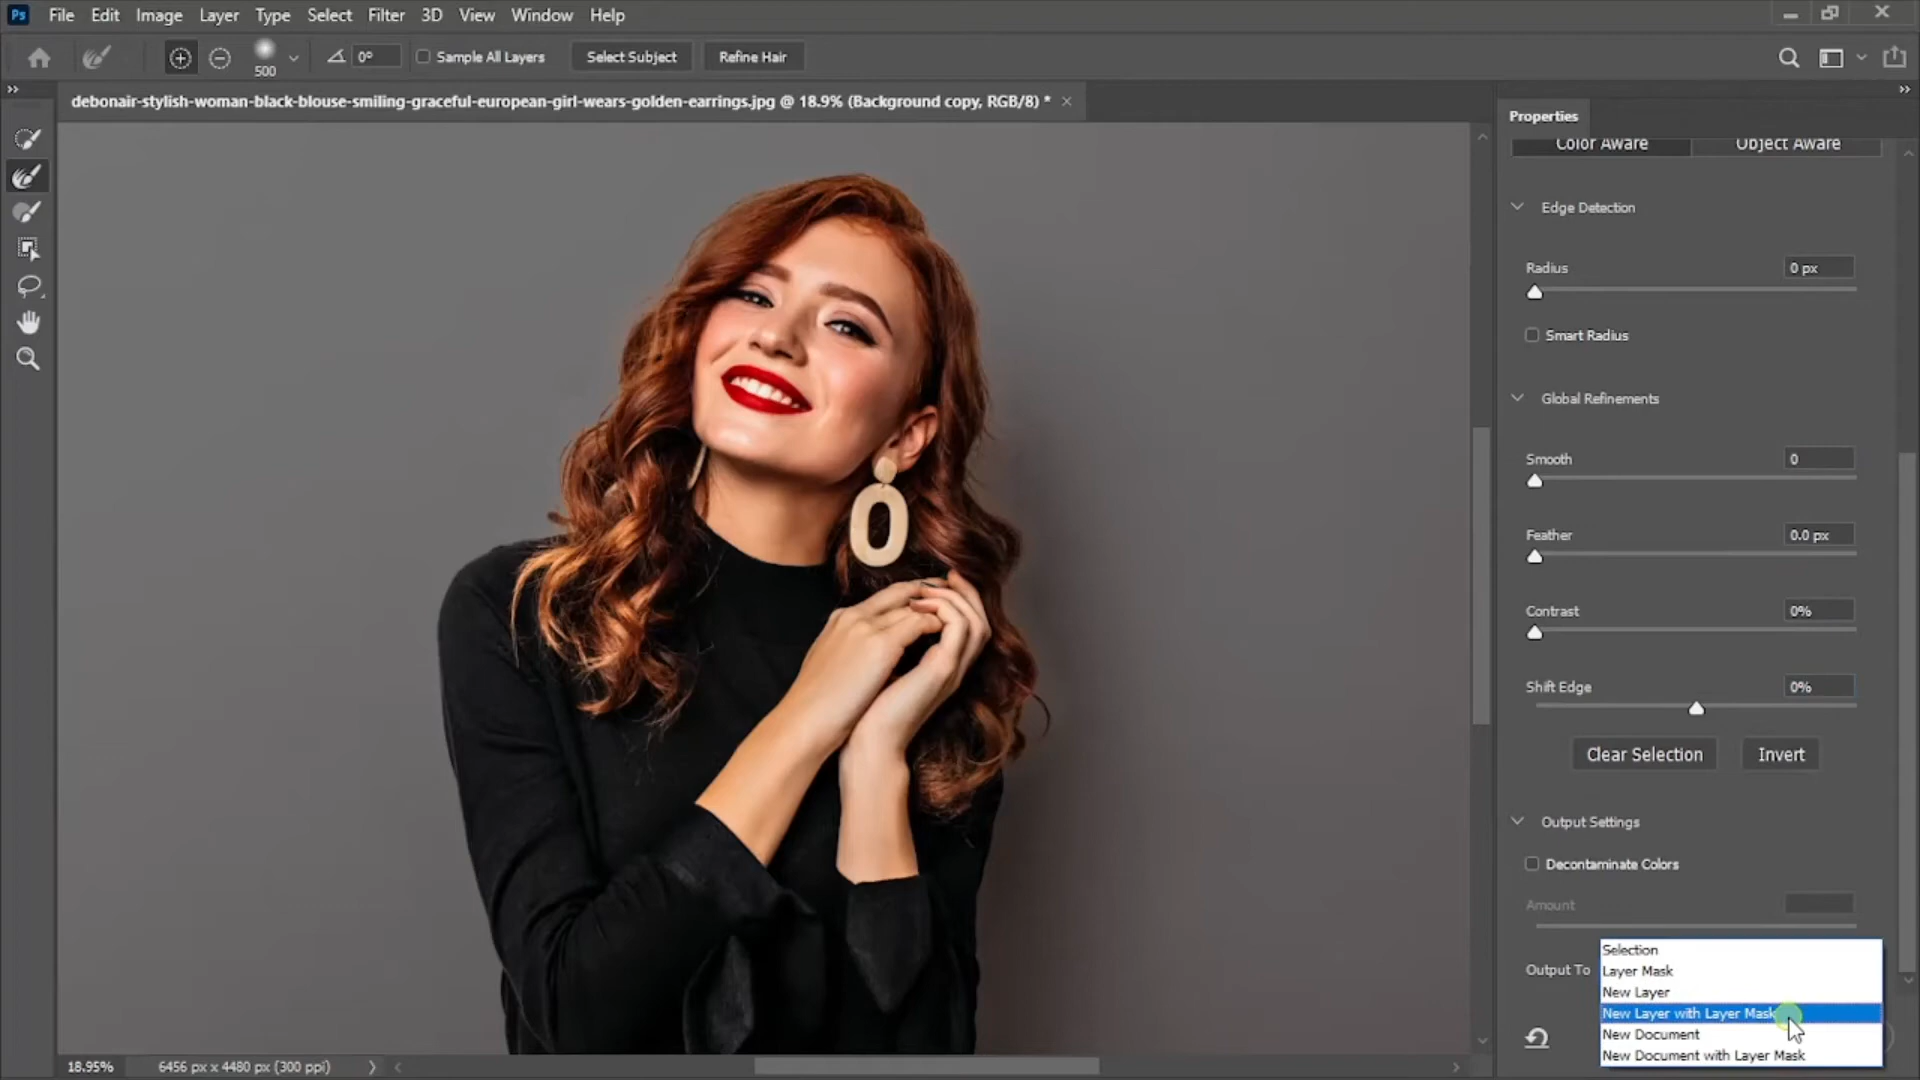 Ps File Edit Image Layer Type Select Filter 3D View Window Help
500 0° Sample All Layers Select Subject Refine Hair
debonair-stylish-woman-black-blouse-smiling-graceful-european-girl-wears-golden-earrings.jpg @ 18.9% (Background copy, RGB/8) *
Properties
Color Aware Object Aware
Edge Detection
Radius 0 px
Smart Radius
Global Refinements
Smooth 0
Feather 0.0 px
Contrast 0%
Shift Edge 0%
Clear Selection Invert
Output Settings
Decontaminate Colors
Amount
Output To
Selection
Layer Mask
New Layer
New Layer with Layer Mask
New Document
New Document with Layer Mask
18.95% 6456 px x 4480 px (300 ppi)